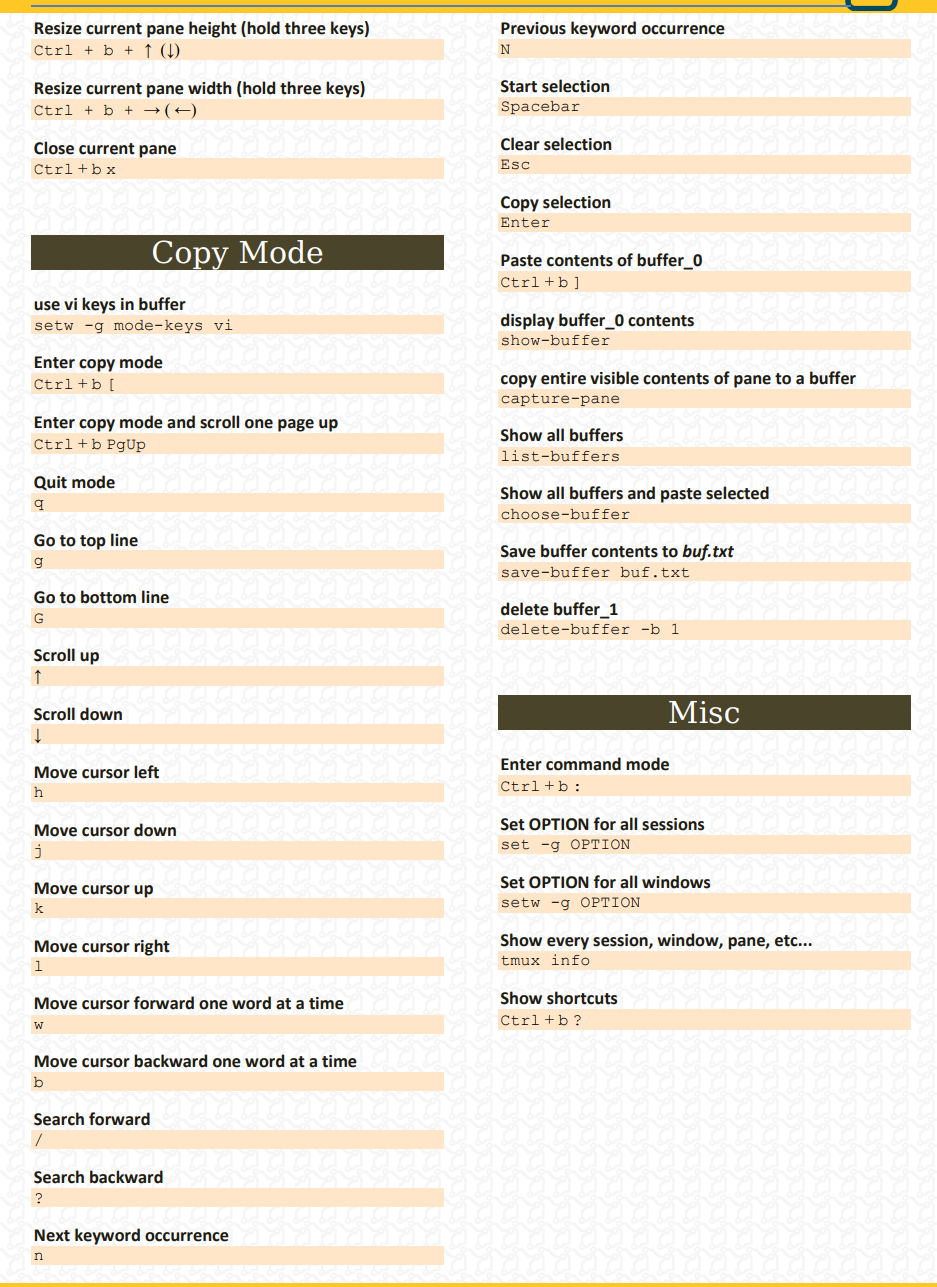 Resize current pane height (hold three keys)
Ctrl + b + ↑ (↓)
Resize current pane width (hold three keys)
Ctrl + b + → (←)
Close current pane
Ctrl + b x
Copy Mode
use vi keys in buffer
setw -g mode-keys vi
Enter copy mode
Ctrl + b [
Enter copy mode and scroll one page up
Ctrl + b PgUp
Quit mode
q
Go to top line
g
Go to bottom line
G
Scroll up
↑
Scroll down
↓
Move cursor left
h
Move cursor down
j
Move cursor up
k
Move cursor right
l
Move cursor forward one word at a time
w
Move cursor backward one word at a time
b
Search forward
/
Search backward
?
Next keyword occurrence
n
Previous keyword occurrence
N
Start selection
Spacebar
Clear selection
Esc
Copy selection
Enter
Paste contents of buffer_0
Ctrl + b ]
display buffer_0 contents
show-buffer
copy entire visible contents of pane to a buffer
capture-pane
Show all buffers
list-buffers
Show all buffers and paste selected
choose-buffer
Save buffer contents to buf.txt
save-buffer buf.txt
delete buffer_1
delete-buffer -b 1
Misc
Enter command mode
Ctrl + b :
Set OPTION for all sessions
set -g OPTION
Set OPTION for all windows
setw -g OPTION
Show every session, window, pane, etc...
tmux info
Show shortcuts
Ctrl + b ?